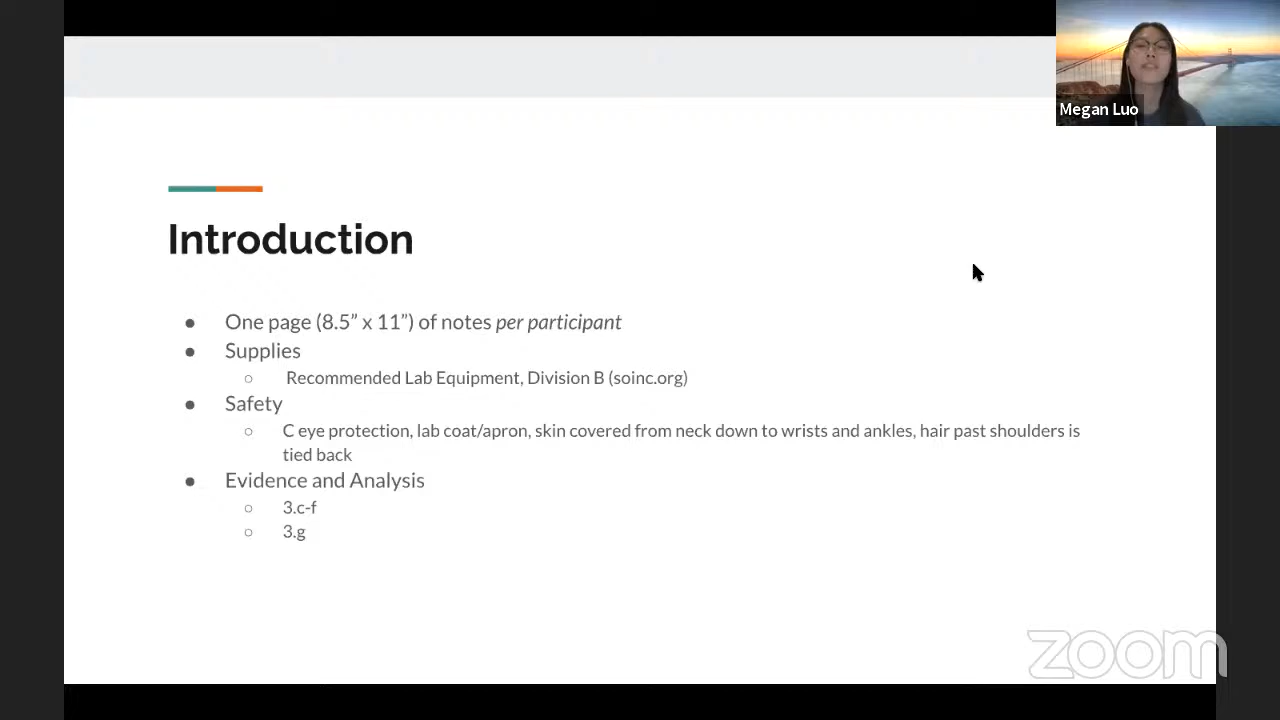 Megan Luo
Introduction
● One page (8.5” x 11”) of notes per participant
● Supplies
○ Recommended Lab Equipment, Division B (soinc.org)
● Safety
○ C eye protection, lab coat/apron, skin covered from neck down to wrists and ankles, hair past shoulders is
tied back
● Evidence and Analysis
○ 3.c-f
○ 3.g
zoom